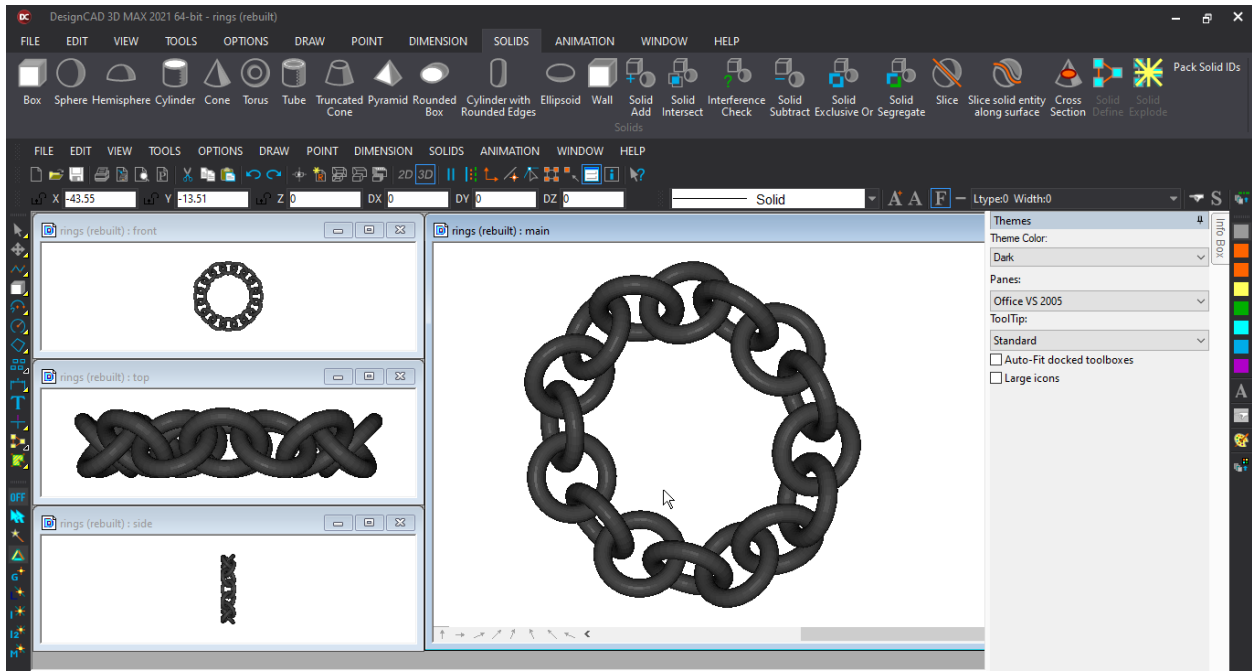 DC DesignCAD 3D MAX 2021 64-bit - rings (rebuilt)
FILE EDIT VIEW TOOLS OPTIONS DRAW POINT DIMENSION SOLIDS ANIMATION WINDOW HELP
Box Sphere Hemisphere Cylinder Cone Torus Tube Truncated Cone Pyramid Rounded Box Cylinder with Rounded Edges Ellipsoid Wall Solid Add Solid Intersect Interference Check Solid Subtract Solid Exclusive Or Solid Segregate Slice Slice solid entity along surface Cross Section Solid Define Solid Explode Pack Solid IDs
Solids
FILE EDIT VIEW TOOLS OPTIONS DRAW POINT DIMENSION SOLIDS ANIMATION WINDOW HELP
2D 3D
X -43.55 Y -13.51 Z 0 DX 0 DY 0 DZ 0 Solid A A F Ltype:0 Width:0 S
rings (rebuilt) : front
rings (rebuilt) : main
Themes
Info Box
Theme Color:
Dark
Panes:
Office VS 2005
ToolTip:
Standard
Auto-Fit docked toolboxes
Large icons
rings (rebuilt) : top
T
A
OFF
rings (rebuilt) : side
G
I
I2
M